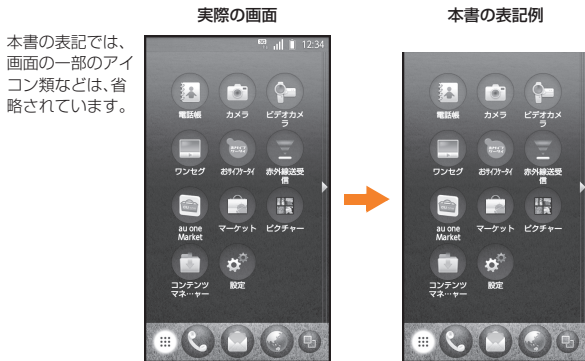 実際の画面
本書の表記例
本書の表記では、
画面の一部のアイ
コン類などは、省
略されています。
12:34
電話帳
カメラ
ビデオカメ
ラ
ワンセグ
おサイフケータイ
赤外線送受
信
au one
Market
マーケット
ピクチャー
コンテンツ
マネ…ャー
設定
電話帳
カメラ
ビデオカメ
ラ
ワンセグ
おサイフケータイ
赤外線送受
信
au one
Market
マーケット
ピクチャー
コンテンツ
マネ…ャー
設定